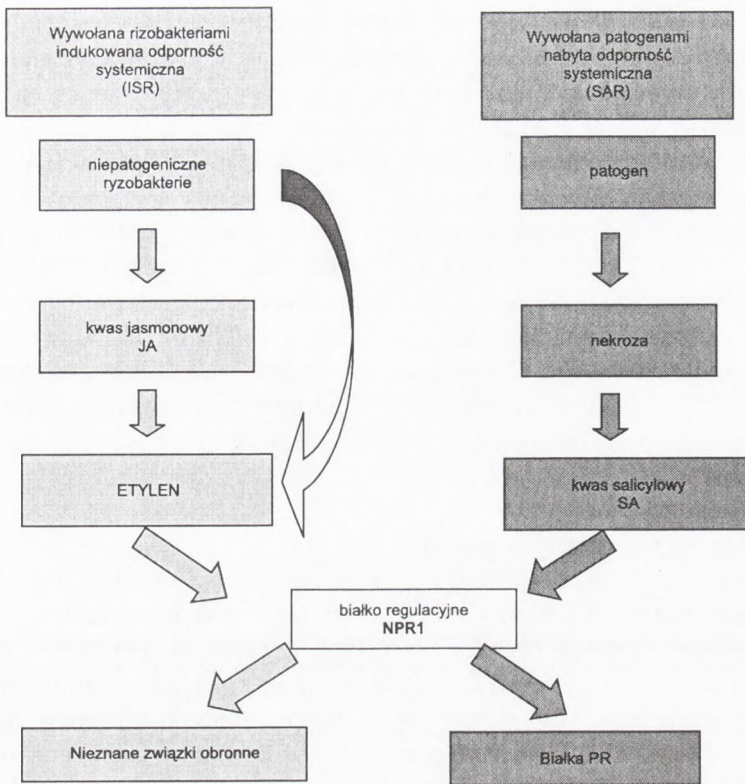 Wywołana rizobakteriami
indukowana odporność
systemiczna
(ISR)
Wywołana patogenami
nabyta odporność
systemiczna
(SAR)
niepatogeniczne
ryzobakterie
patogen
kwas jasmonowy
JA
nekroza
ETYLEN
kwas salicylowy
SA
białko regulacyjne
NPR1
Nieznane związki obronne
Białka PR